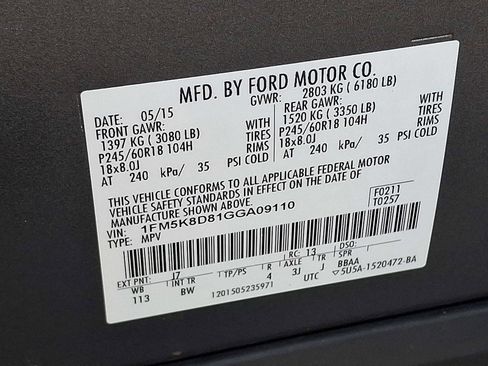 MFD. BY FORD MOTOR CO.
DATE: 05/15 GVWR: 2803 KG ( 6180 LB)
FRONT GAWR: REAR GAWR:
1397 KG ( 3080 LB) WITH 1520 KG ( 3350 LB) WITH
P245/60R18 104H TIRES P245/60R18 104H TIRES
18x8.0J RIMS 18x8.0J RIMS
AT 240 kPa/ 35 PSI COLD AT 240 kPa/ 35 PSI COLD
THIS VEHICLE CONFORMS TO ALL APPLICABLE FEDERAL MOTOR
VEHICLE SAFETY STANDARDS IN EFFECT ON THE DATE OF
MANUFACTURE SHOWN ABOVE.
VIN: 1FM5K8D81GGA09110 F0211
TYPE: MPV T0257
EXT PNT: J7 RC: 13 DSO:
WB INT TR TP/PS R AXLE TR SPR
113 BW 4 3J J BBAA
1201505235971 UTC ▽5U5A-1520472-BA